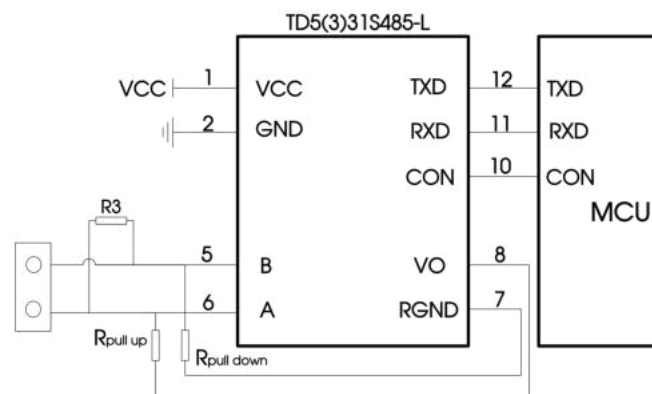 TD5(3)31S485-L
VCC 1 VCC TXD 12 TXD
2 GND RXD 11 RXD
CON 10 CON
MCU
R3
5 B VO 8
6 A RGND 7
Rpull up Rpull down